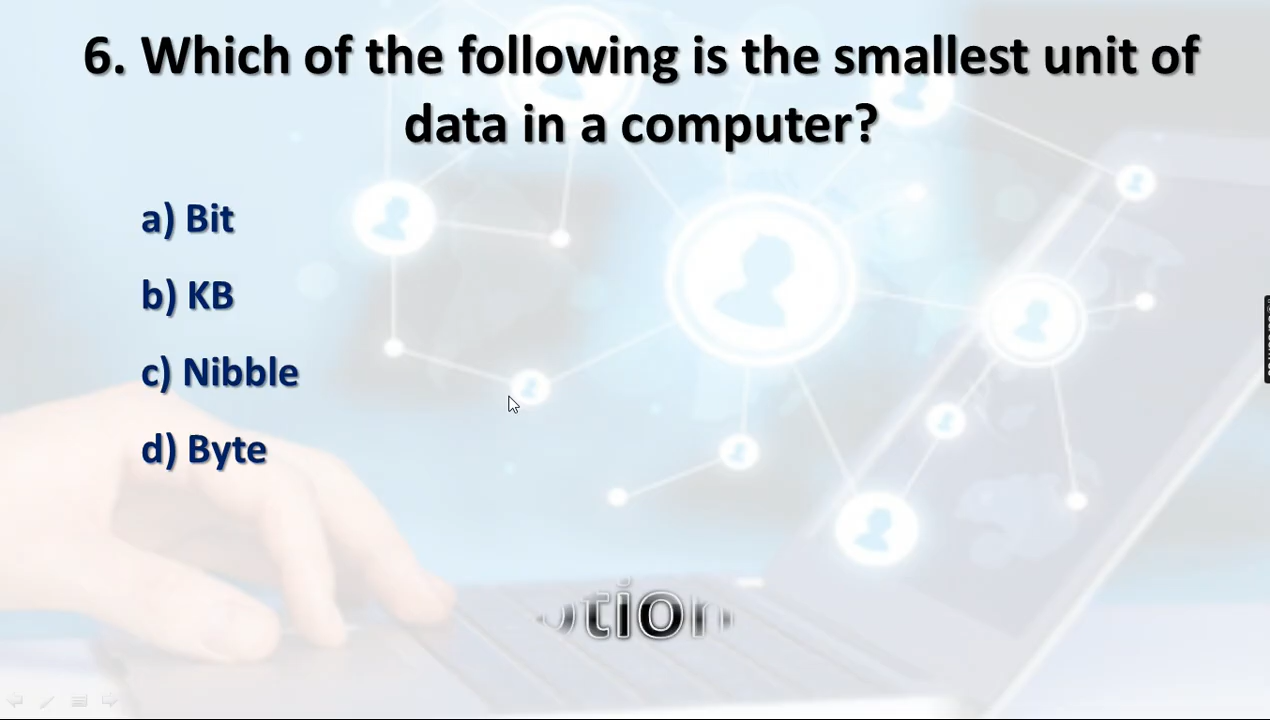 6. Which of the following is the smallest unit of
data in a computer?
a) Bit
b) KB
c) Nibble
d) Byte